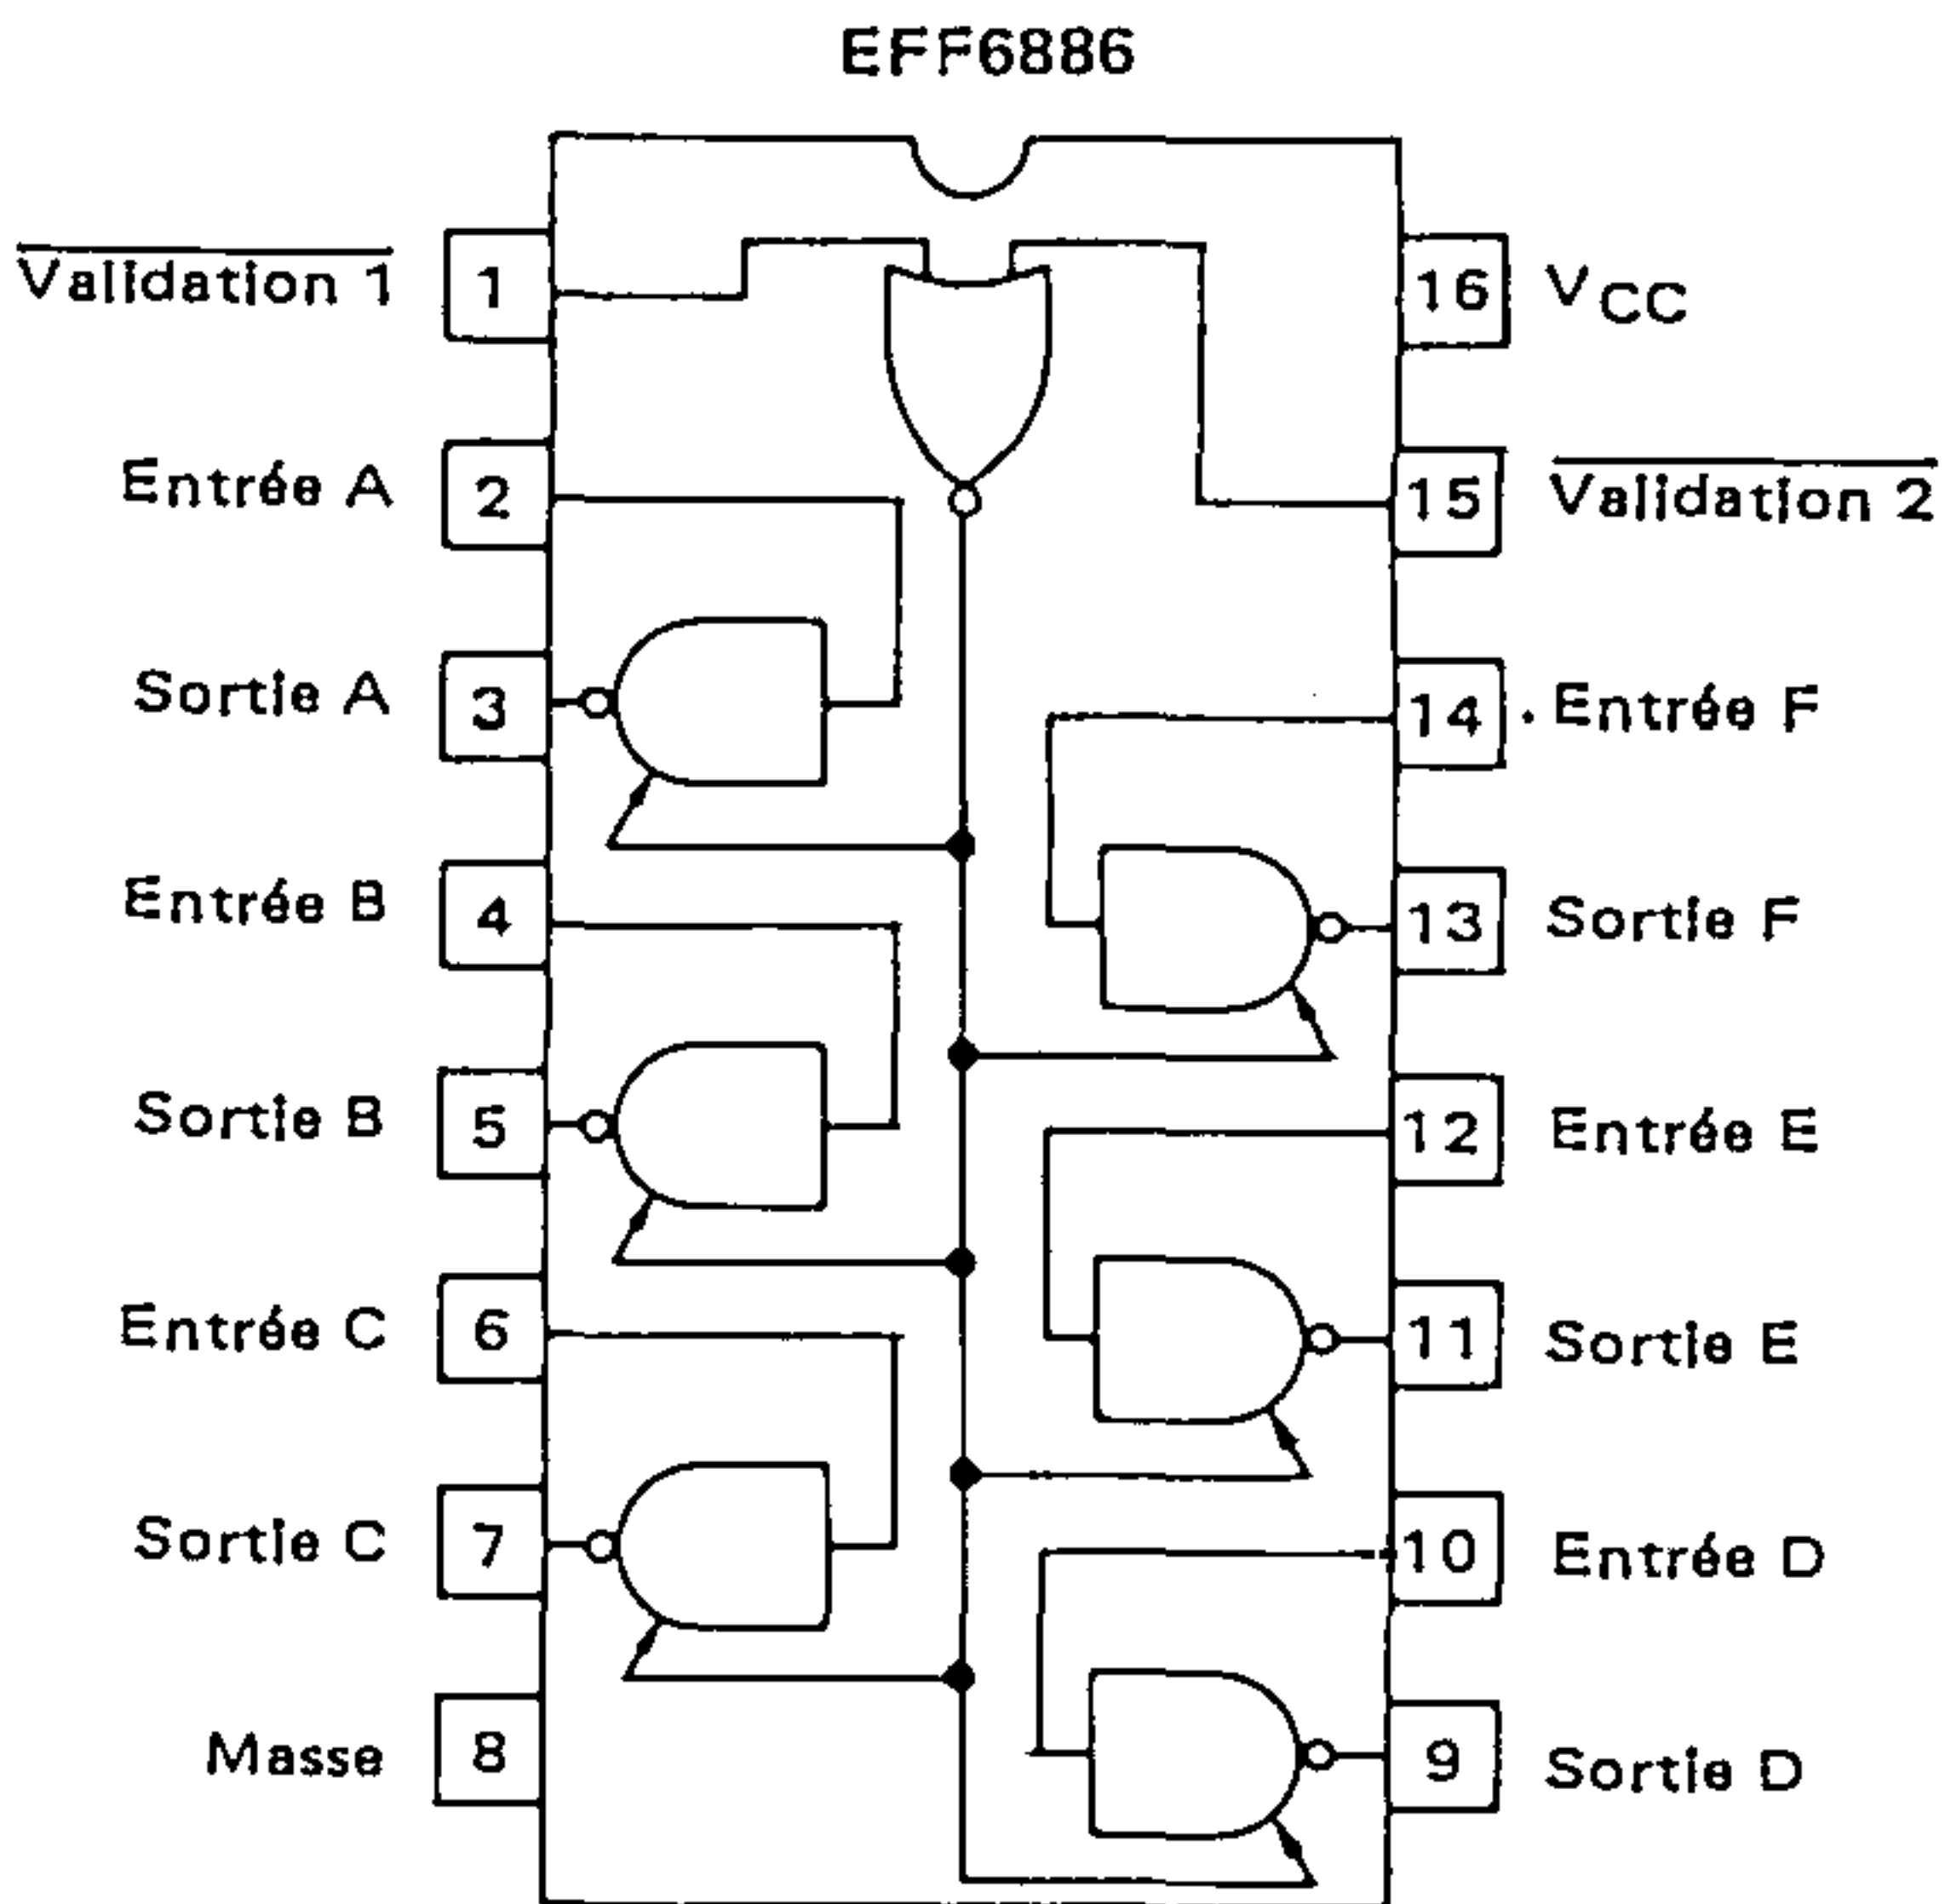 EFF6886
Validation 1
1
16
VCC
Entrée A
2
15
Validation 2
Sortie A
3
14
Entrée F
Entrée B
4
13
Sortie F
Sortie B
5
12
Entrée E
Entrée C
6
11
Sortie E
Sortie C
7
10
Entrée D
Masse
8
9
Sortie D